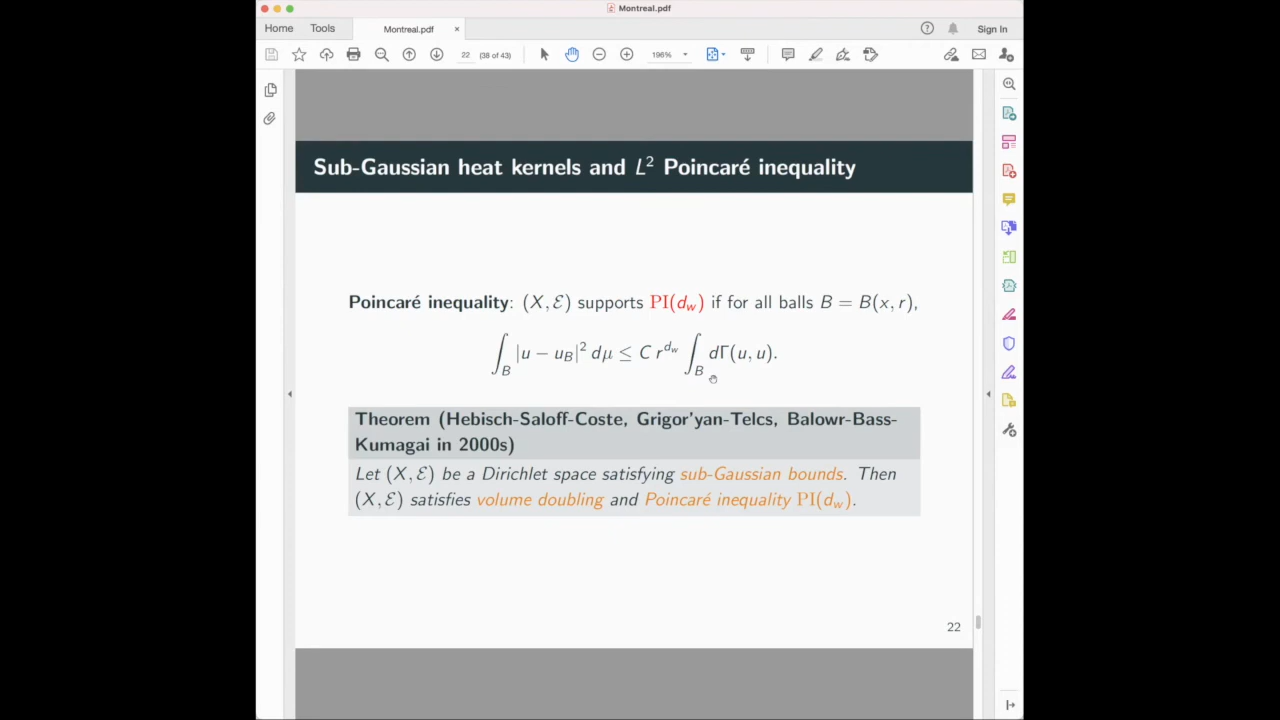 Montreal.pdf
Home Tools Montreal.pdf × Sign In
22 (38 of 43) 196%
Sub-Gaussian heat kernels and L² Poincaré inequality
Poincaré inequality: (X, ℰ) supports PI(d_w) if for all balls B = B(x, r),
∫_B |u − u_B|² dμ ≤ C r^{d_w} ∫_B dΓ(u, u).
Theorem (Hebisch-Saloff-Coste, Grigor'yan-Telcs, Balowr-Bass-
Kumagai in 2000s)
Let (X, ℰ) be a Dirichlet space satisfying sub-Gaussian bounds. Then
(X, ℰ) satisfies volume doubling and Poincaré inequality PI(d_w).
22